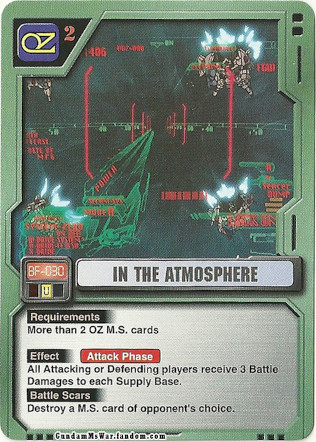 OZ 2
406
BF-030
IN THE ATMOSPHERE
U
Requirements
More than 2 OZ M.S. cards
Effect Attack Phase
All Attacking or Defending players receive 3 Battle
Damages to each Supply Base.
Battle Scars
Destroy a M.S. card of opponent's choice.
GundamMsWar.fandom.com